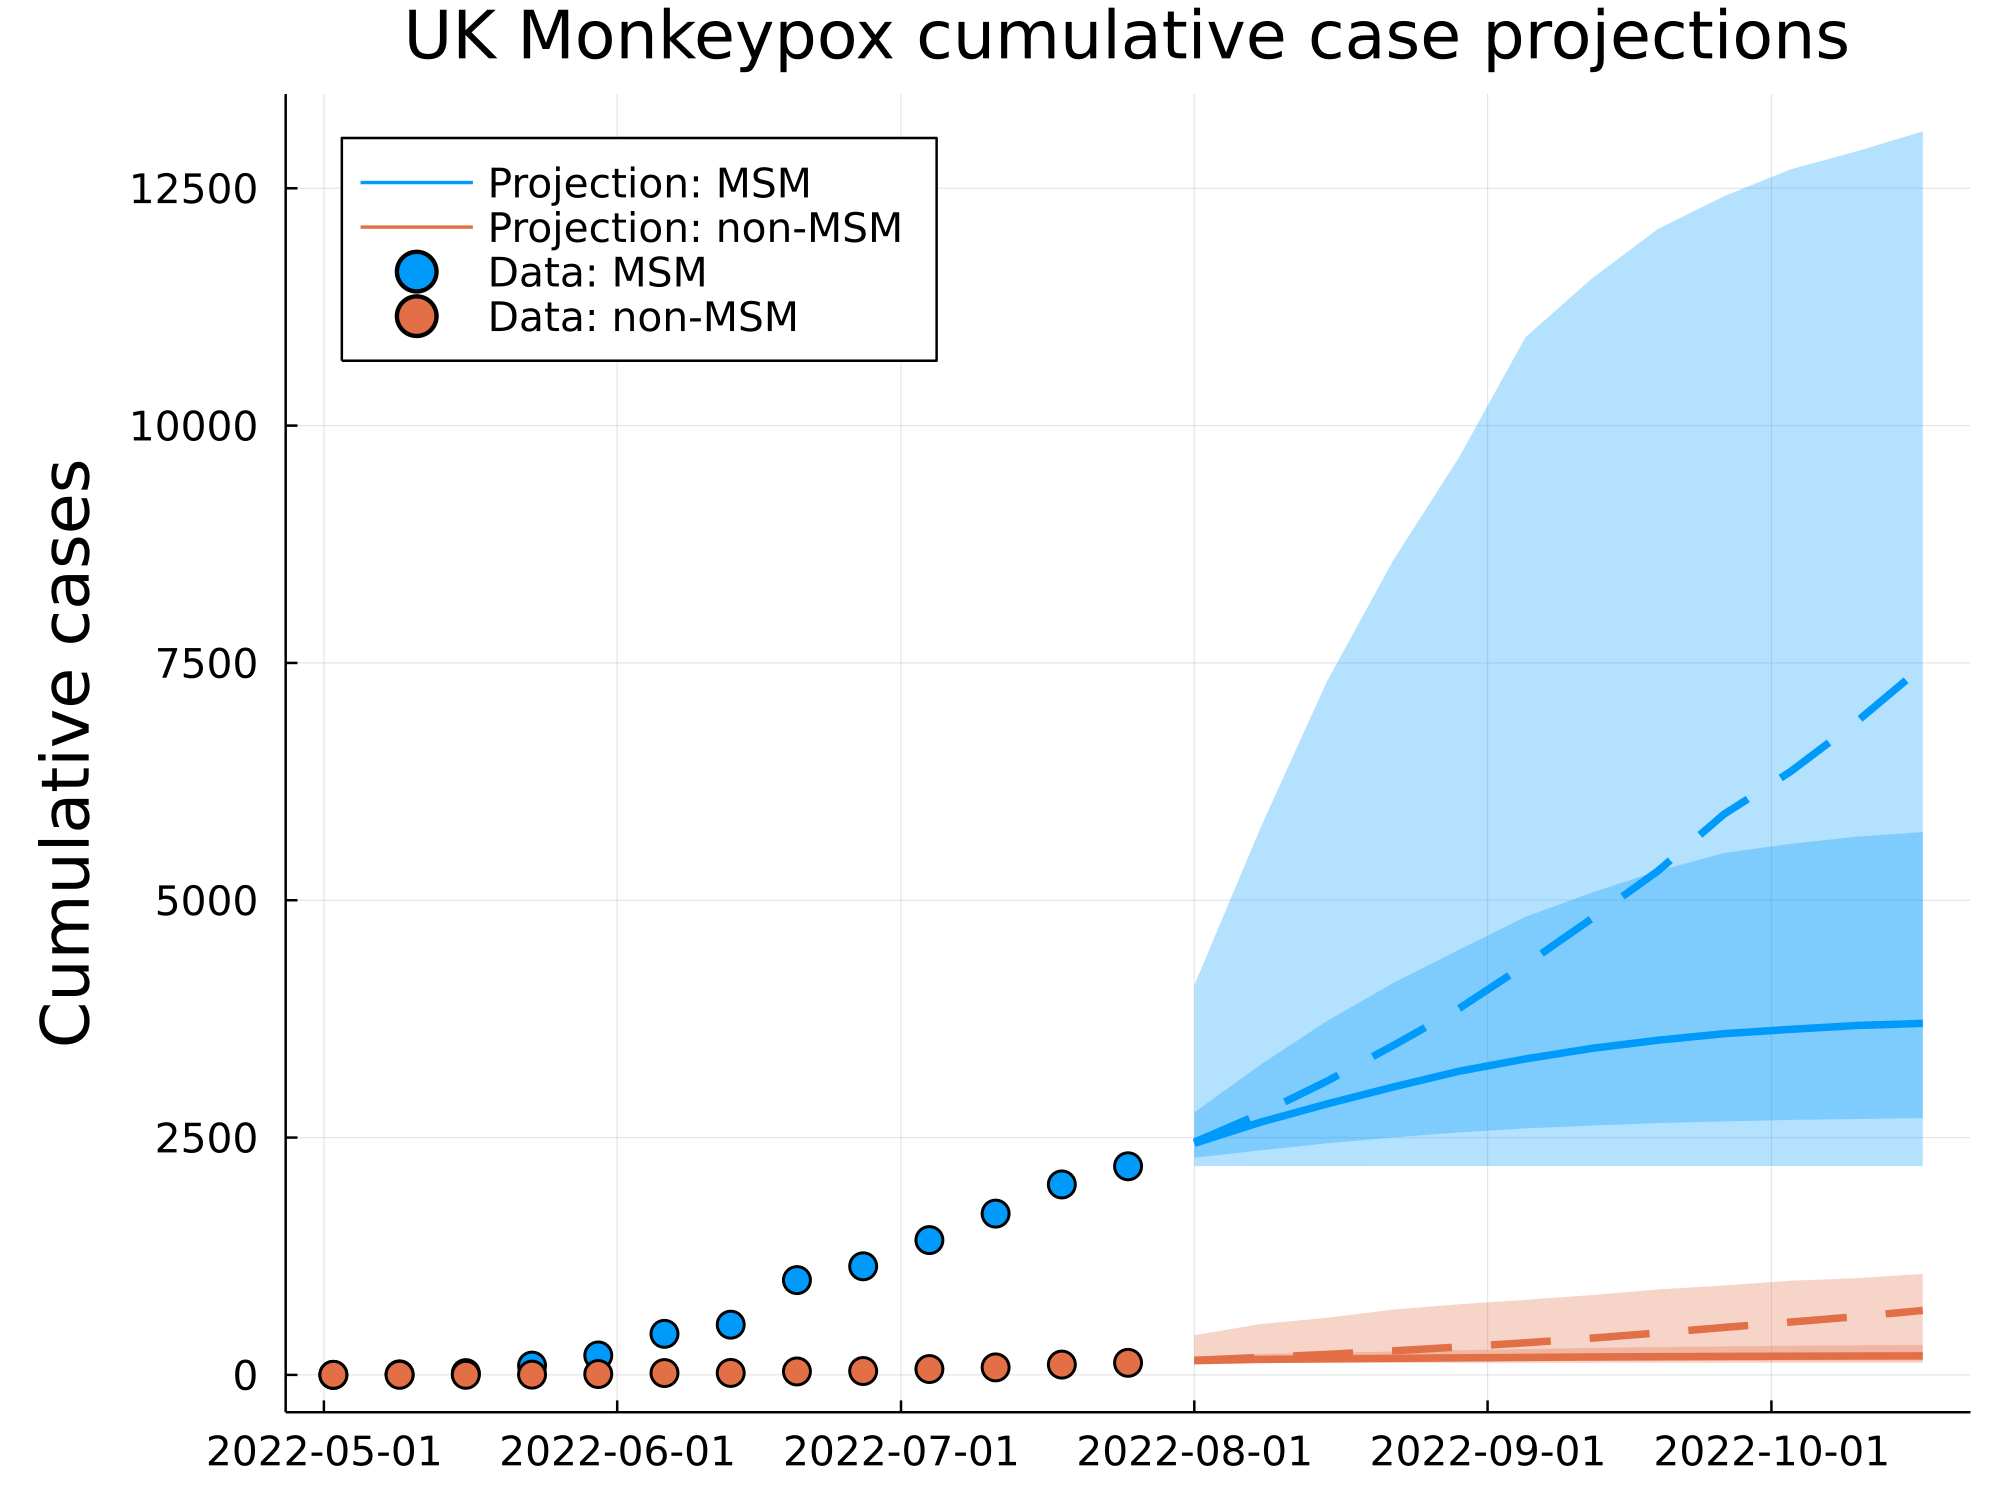 UK Monkeypox cumulative case projections
Projection: MSM
Projection: non-MSM
Data: MSM
Data: non-MSM
Cumulative cases
12500
10000
7500
5000
2500
0
2022-05-01 2022-06-01 2022-07-01 2022-08-01 2022-09-01 2022-10-01